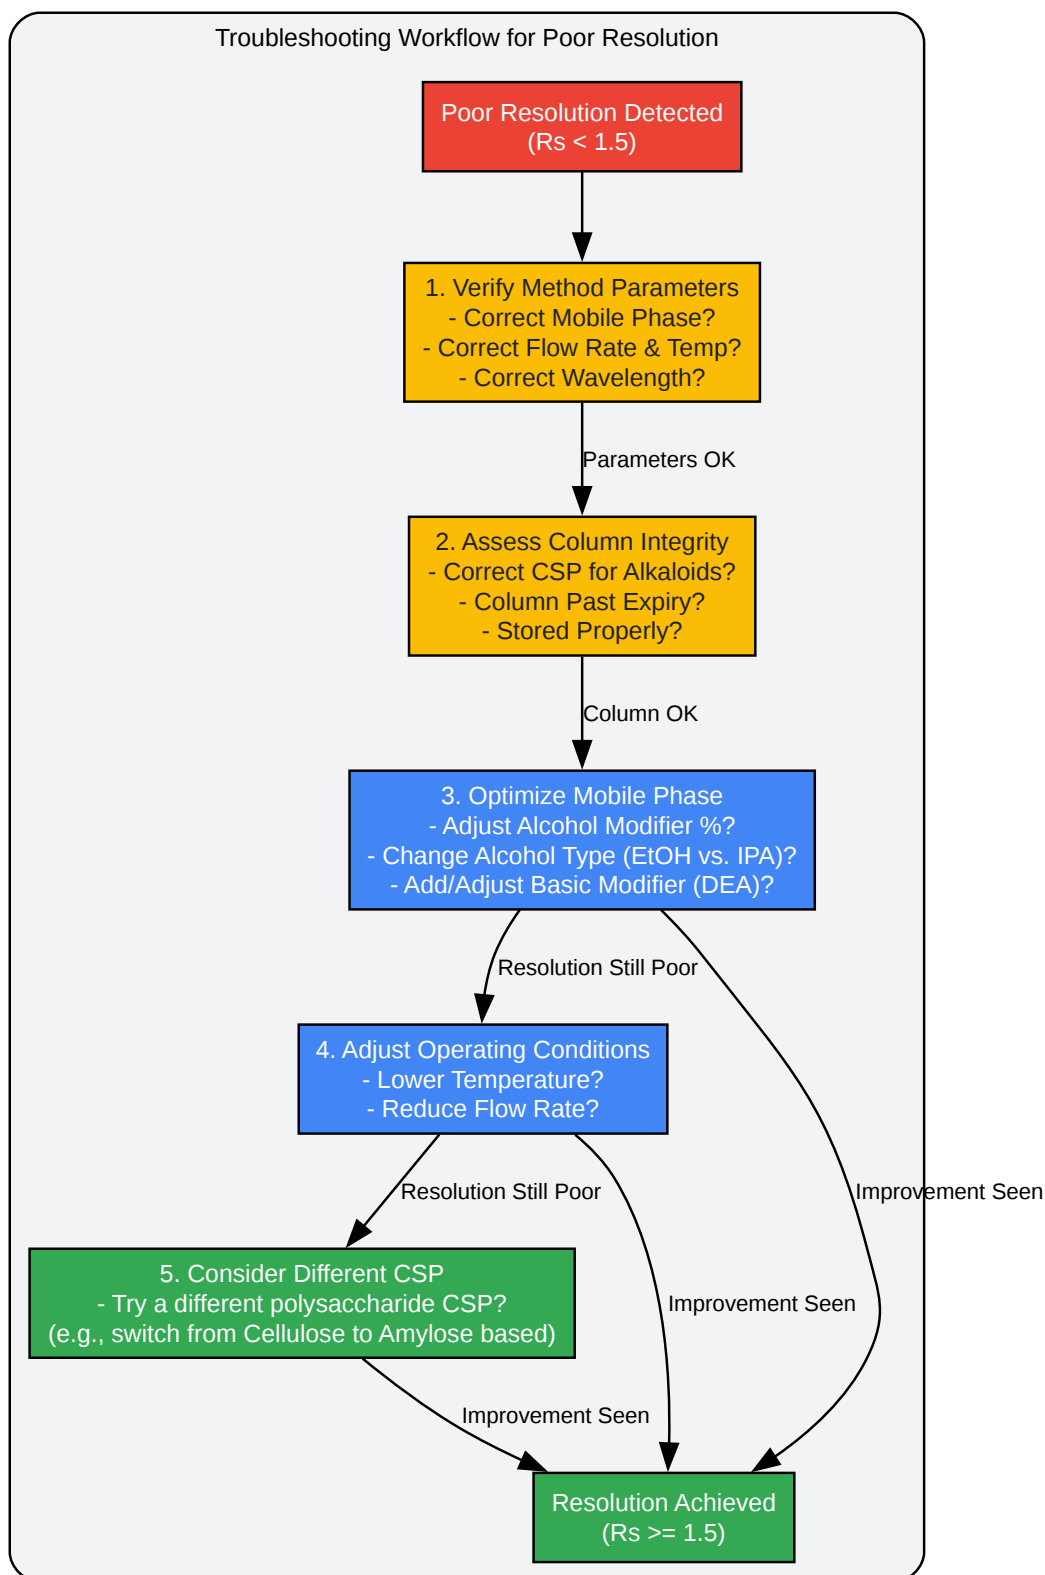 Troubleshooting Workflow for Poor Resolution
Poor Resolution Detected
(Rs < 1.5)
1. Verify Method Parameters
- Correct Mobile Phase?
- Correct Flow Rate & Temp?
- Correct Wavelength?
Parameters OK
2. Assess Column Integrity
- Correct CSP for Alkaloids?
- Column Past Expiry?
- Stored Properly?
Column OK
3. Optimize Mobile Phase
- Adjust Alcohol Modifier %?
- Change Alcohol Type (EtOH vs. IPA)?
- Add/Adjust Basic Modifier (DEA)?
Resolution Still Poor
4. Adjust Operating Conditions
- Lower Temperature?
- Reduce Flow Rate?
Resolution Still Poor
Improvement Seen
5. Consider Different CSP
- Try a different polysaccharide CSP?
(e.g., switch from Cellulose to Amylose based)
Improvement Seen
Improvement Seen
Resolution Achieved
(Rs >= 1.5)